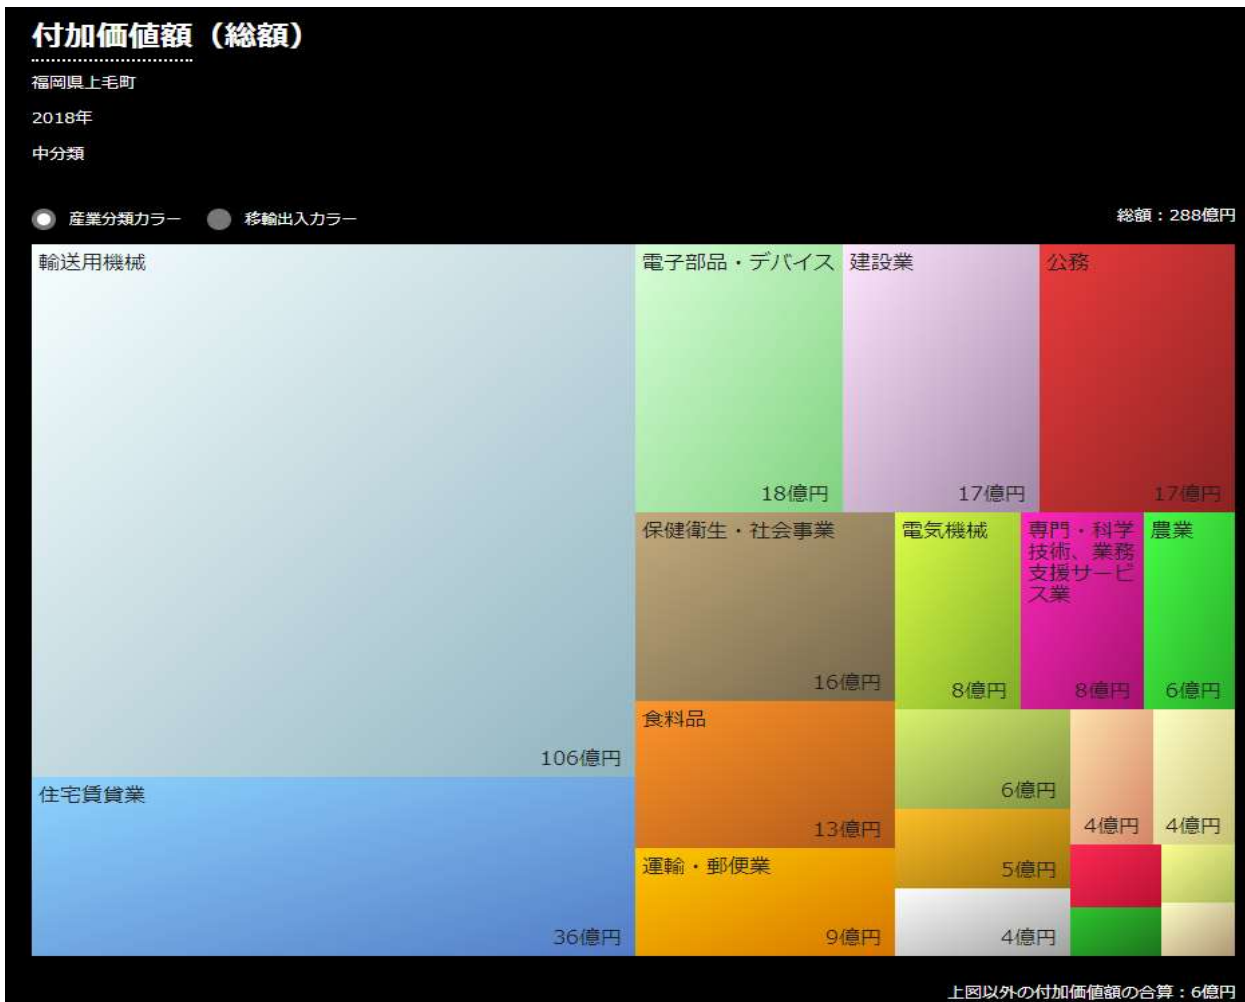 付加価値額（総額）
福岡県上毛町
2018年
中分類
産業分類カラー 移輸出入カラー
総額：288億円
輸送用機械
106億円
住宅賃貸業
36億円
電子部品・デバイス
18億円
建設業
17億円
公務
17億円
保健衛生・社会事業
16億円
電気機械
8億円
専門・科学
技術、業務
支援サービ
ス業
8億円
農業
6億円
食料品
13億円
運輸・郵便業
9億円
6億円
5億円
4億円
4億円
4億円
上図以外の付加価値額の合算：6億円